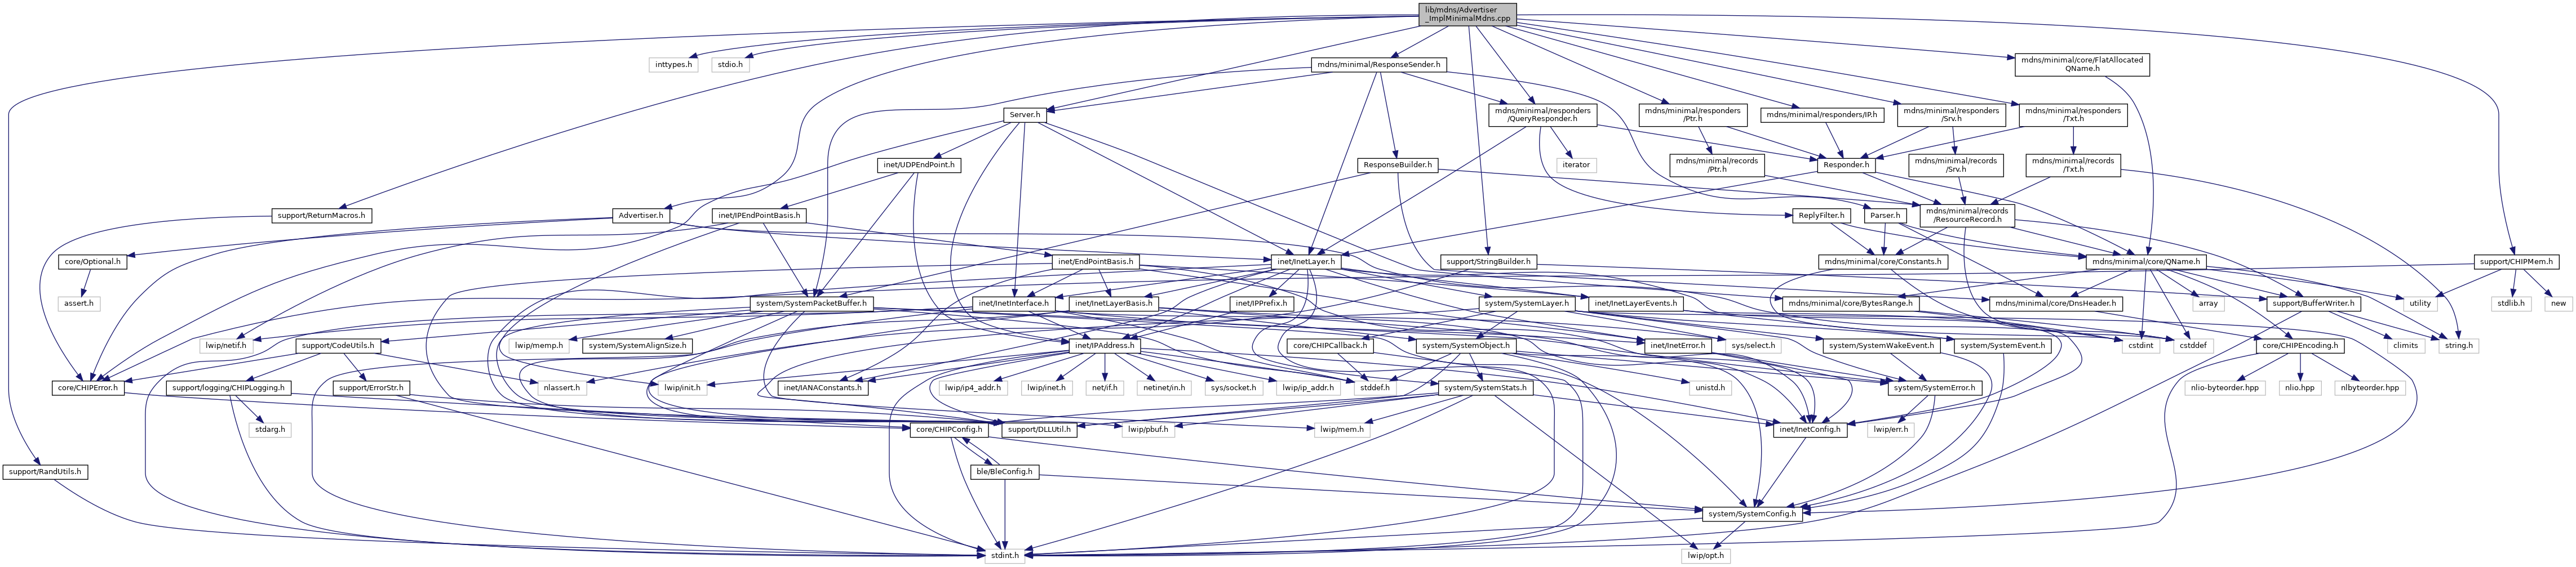 lib/mdns/Advertiser
_ImplMinimalMdns.cpp
inttypes.h
stdio.h
mdns/minimal/ResponseSender.h
mdns/minimal/core/FlatAllocated
QName.h
Server.h
mdns/minimal/responders
/QueryResponder.h
mdns/minimal/responders
/Ptr.h
mdns/minimal/responders/IP.h
mdns/minimal/responders
/Srv.h
mdns/minimal/responders
/Txt.h
inet/UDPEndPoint.h
ResponseBuilder.h
iterator
mdns/minimal/records
/Ptr.h
Responder.h
mdns/minimal/records
/Srv.h
mdns/minimal/records
/Txt.h
support/ReturnMacros.h
Advertiser.h
inet/IPEndPointBasis.h
ReplyFilter.h
Parser.h
mdns/minimal/records
/ResourceRecord.h
core/Optional.h
inet/EndPointBasis.h
inet/InetLayer.h
support/StringBuilder.h
mdns/minimal/core/Constants.h
mdns/minimal/core/QName.h
support/CHIPMem.h
assert.h
system/SystemPacketBuffer.h
inet/InetInterface.h
inet/InetLayerBasis.h
inet/IPPrefix.h
system/SystemLayer.h
inet/InetLayerEvents.h
mdns/minimal/core/BytesRange.h
mdns/minimal/core/DnsHeader.h
array
support/BufferWriter.h
utility
stdlib.h
new
lwip/netif.h
support/CodeUtils.h
lwip/memp.h
system/SystemAlignSize.h
inet/IPAddress.h
core/CHIPCallback.h
system/SystemObject.h
inet/InetError.h
sys/select.h
system/SystemWakeEvent.h
system/SystemEvent.h
cstdint
cstddef
core/CHIPEncoding.h
climits
string.h
core/CHIPError.h
support/logging/CHIPLogging.h
support/ErrorStr.h
nlassert.h
lwip/init.h
inet/IANAConstants.h
lwip/ip4_addr.h
lwip/inet.h
net/if.h
netinet/in.h
sys/socket.h
lwip/ip_addr.h
stddef.h
system/SystemStats.h
unistd.h
system/SystemError.h
nlio-byteorder.hpp
nlio.hpp
nlbyteorder.hpp
stdarg.h
core/CHIPConfig.h
support/DLLUtil.h
lwip/pbuf.h
lwip/mem.h
inet/InetConfig.h
lwip/err.h
support/RandUtils.h
ble/BleConfig.h
system/SystemConfig.h
stdint.h
lwip/opt.h